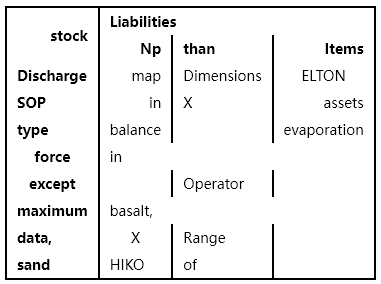 stock Liabilities
Np than Items
Discharge map Dimensions ELTON
SOP in X assets
type balance evaporation
force in
except Operator
maximum basalt,
data, X Range
sand HIKO of